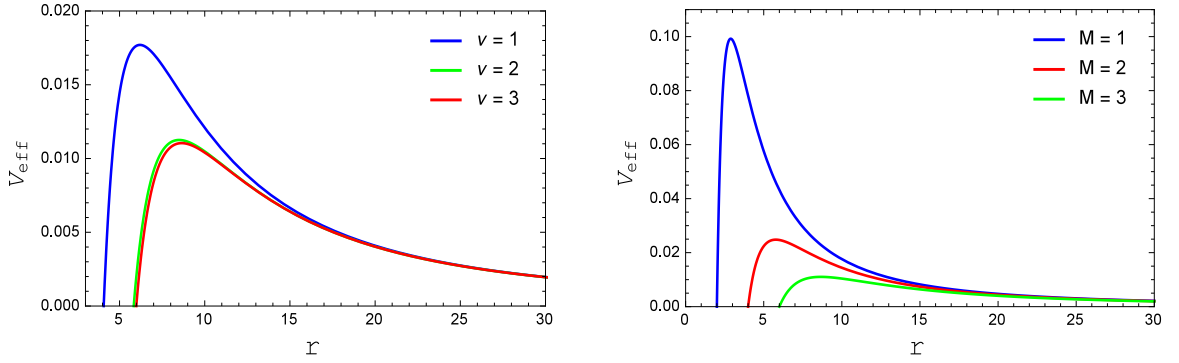 0.020
0.015
0.010
0.005
0.000
V_eff
5 10 15 20 25 30
r
ν = 1
ν = 2
ν = 3
0.10
0.08
0.06
0.04
0.02
0.00
V_eff
0 5 10 15 20 25 30
r
M = 1
M = 2
M = 3